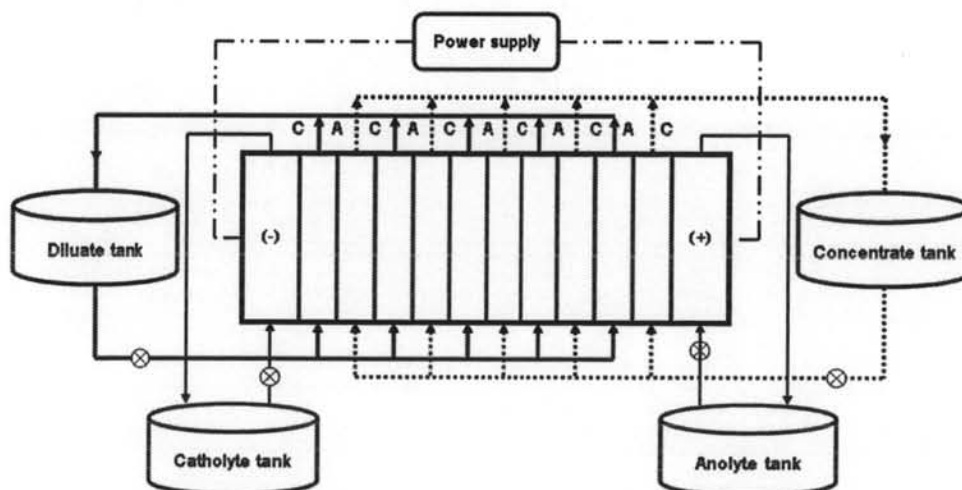 Power supply
C A C A C A C A C A C
(-)
(+)
Diluate tank
Concentrate tank
Catholyte tank
Anolyte tank